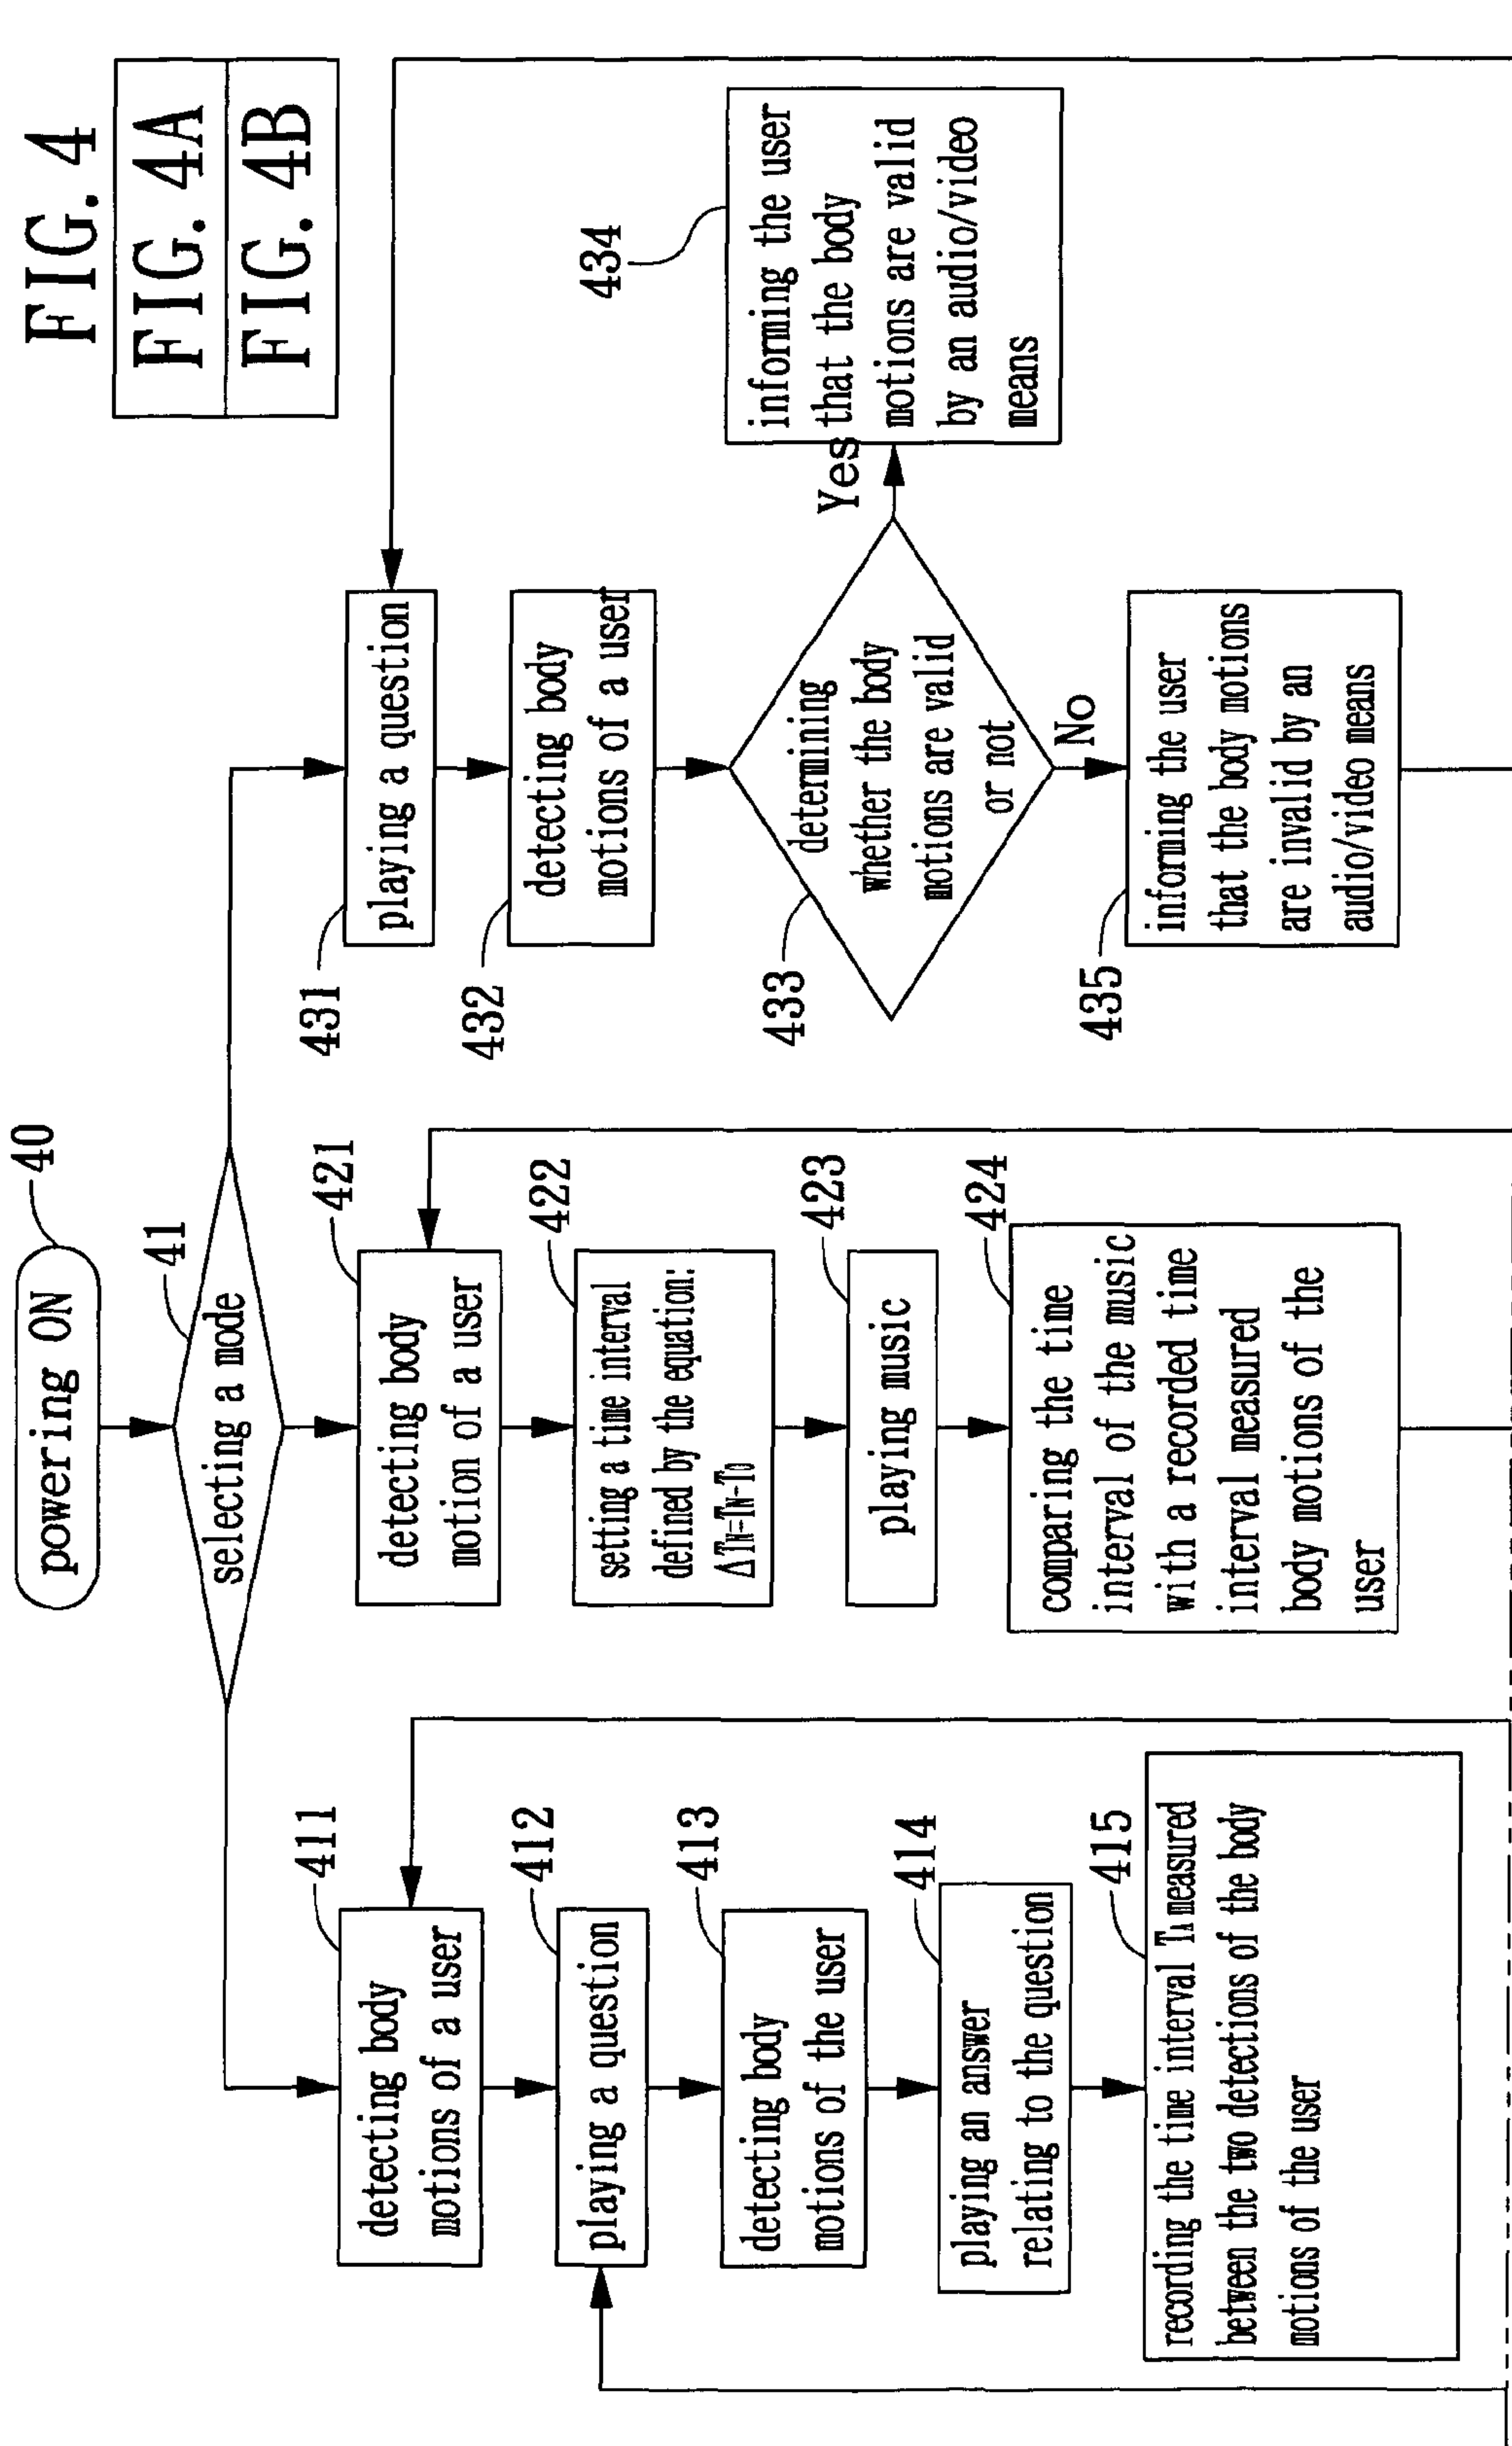 FIG. 4
FIG. 4A
FIG. 4B
powering ON
40
selecting a mode
41
detecting body
motions of a user
411
playing a question
412
detecting body
motions of the user
413
playing an answer
relating to the question
414
recording the time interval TA measured
between the two detections of the body
motions of the user
415
detecting body
motion of a user
421
setting a time interval
defined by the equation:
ΔTN=TN-T0
422
playing music
423
comparing the time
interval of the music
with a recorded time
interval measured
body motions of the
user
424
playing a question
431
detecting body
motions of a user
432
determining
whether the body
motions are valid
or not
433
Yes
No
informing the user
that the body
motions are valid
by an audio/video
means
434
informing the user
that the body motions
are invalid by an
audio/video means
435